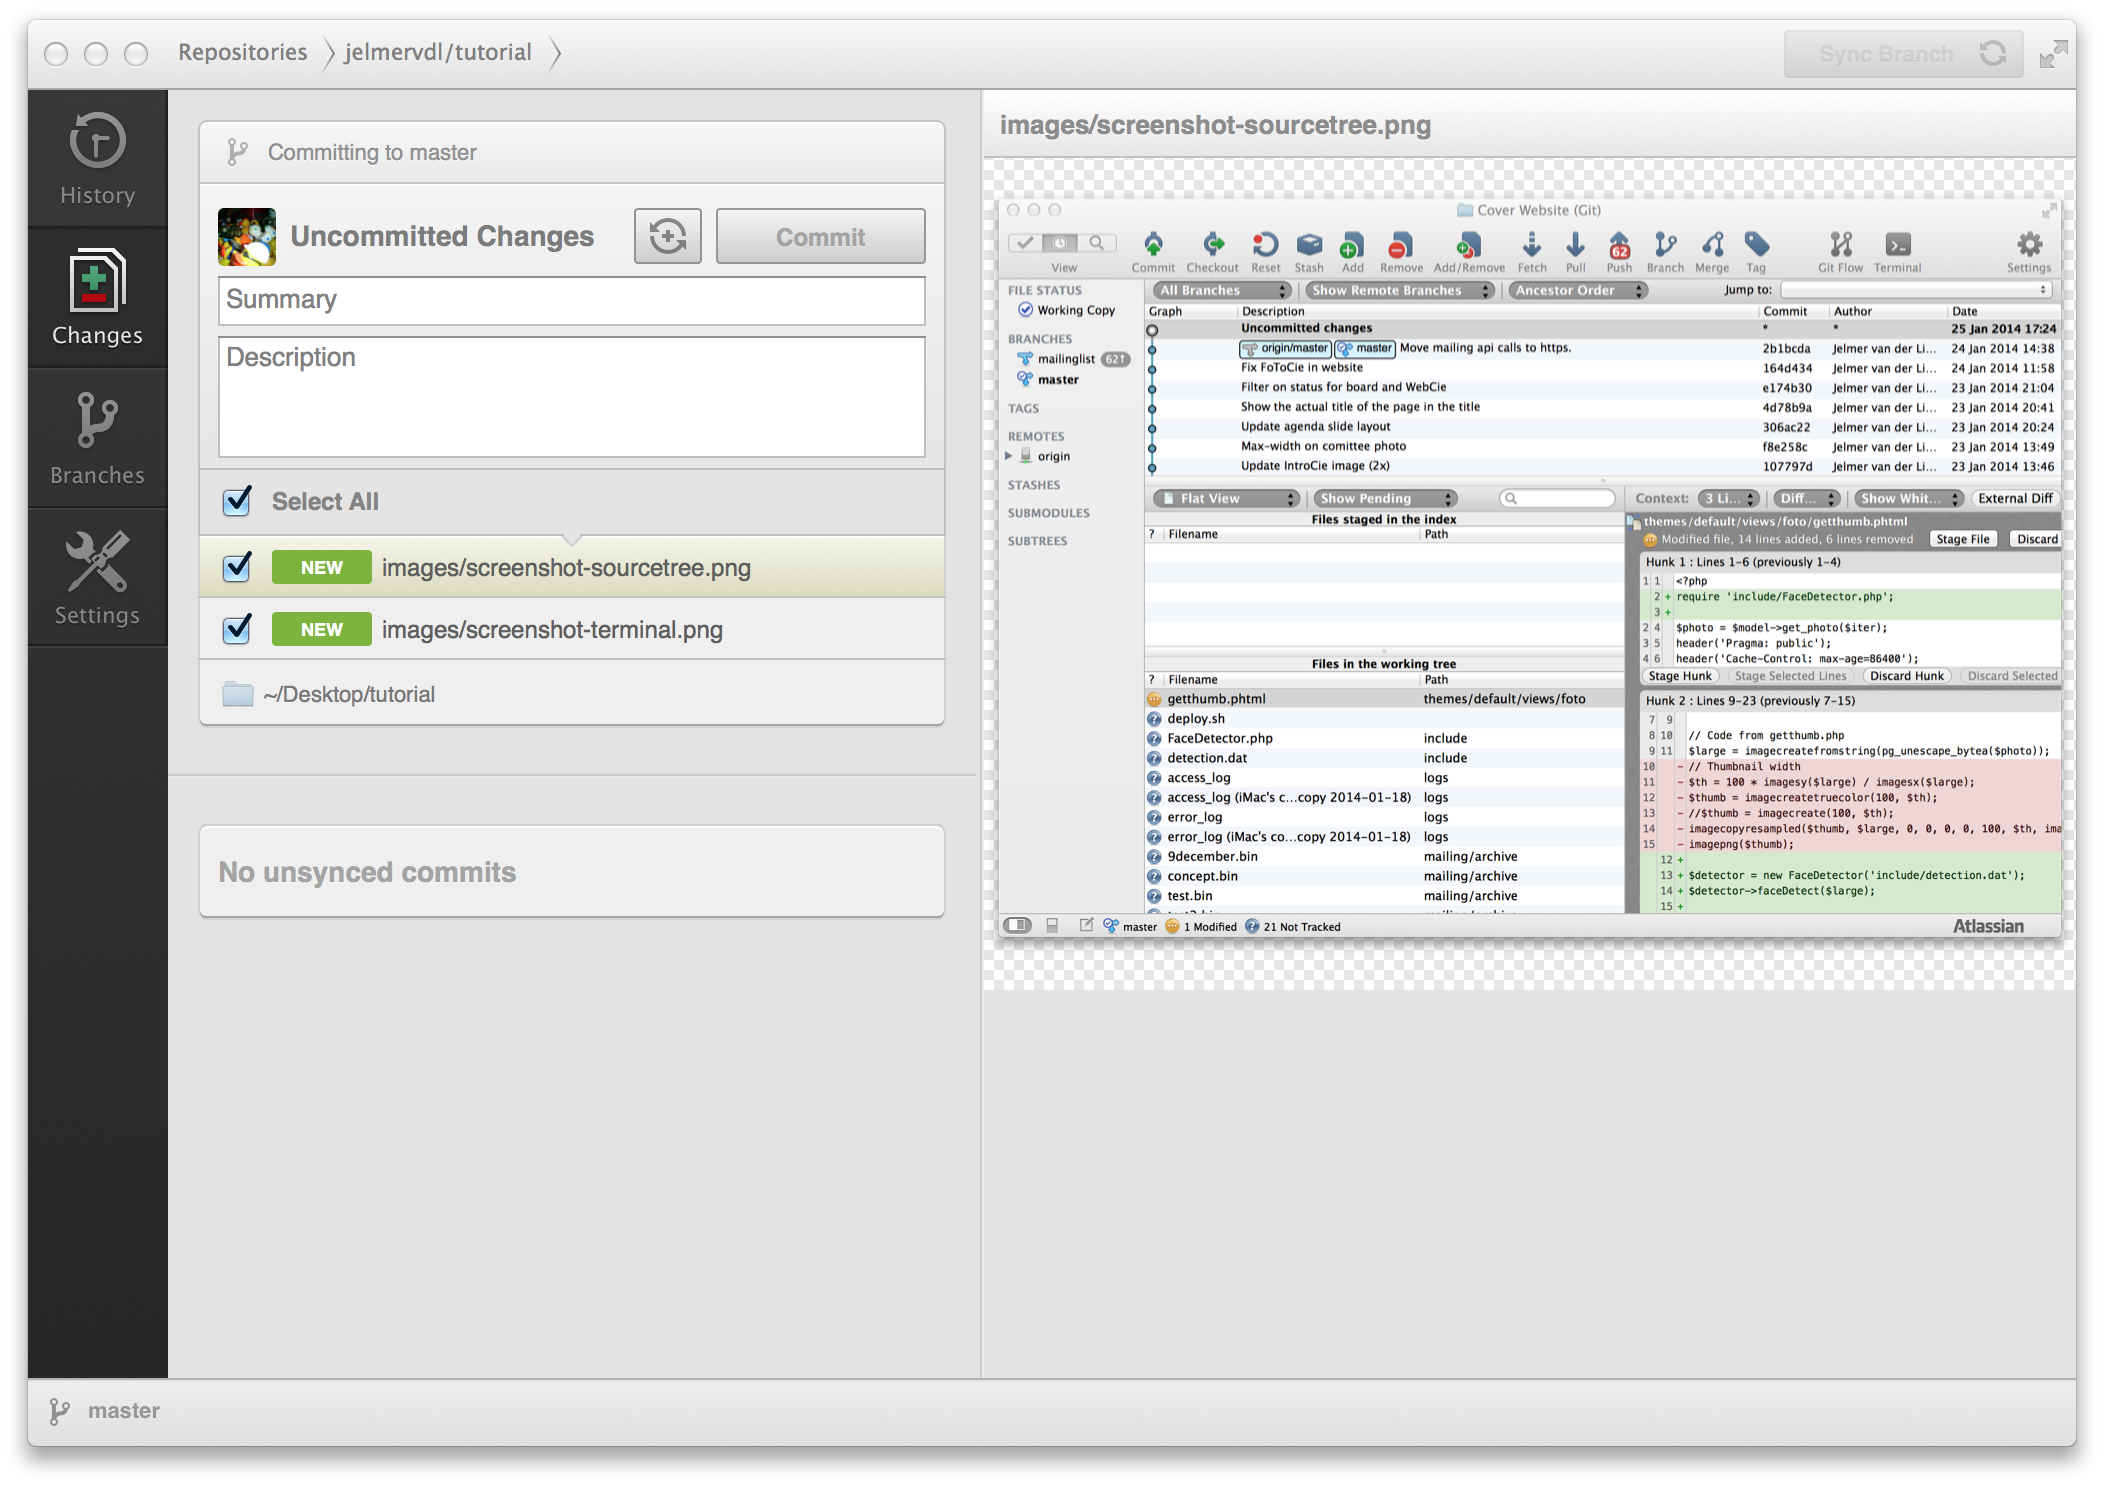 Repositories jelmervdl/tutorial
Sync Branch
History
Changes
Branches
Settings
Committing to master
Uncommitted Changes
Commit
Summary
Description
Select All
NEW images/screenshot-sourcetree.png
NEW images/screenshot-terminal.png
~/Desktop/tutorial
No unsynced commits
master
images/screenshot-sourcetree.png
Cover Website (Git)
View Commit Checkout Reset Stash Add Remove Add/Remove Fetch Pull Push Branch Merge Tag Git Flow Terminal Settings
62
FILE STATUS
Working Copy
BRANCHES
mailinglist 62↑
master
TAGS
REMOTES
origin
STASHES
SUBMODULES
SUBTREES
All Branches Show Remote Branches Ancestor Order Jump to:
Graph Description Commit Author Date
Uncommitted changes * * 25 Jan 2014 17:24
origin/master master Move mailing api calls to https. 2b1bcda Jelmer van der Li... 24 Jan 2014 14:38
Fix FoToCie in website 164d434 Jelmer van der Li... 24 Jan 2014 11:58
Filter on status for board and WebCie e174b30 Jelmer van der Li... 23 Jan 2014 21:04
Show the actual title of the page in the title 4d78b9a Jelmer van der Li... 23 Jan 2014 20:41
Update agenda slide layout 306ac22 Jelmer van der Li... 23 Jan 2014 20:24
Max-width on comittee photo f8e258c Jelmer van der Li... 23 Jan 2014 13:49
Update IntroCie image (2x) 107797d Jelmer van der Li... 23 Jan 2014 13:46
Flat View Show Pending
Files staged in the index
? Filename Path
Files in the working tree
? Filename Path
getthumb.phtml themes/default/views/foto
deploy.sh
FaceDetector.php include
detection.dat include
access_log logs
access_log (iMac's c...copy 2014-01-18) logs
error_log logs
error_log (iMac's co...copy 2014-01-18) logs
9december.bin mailing/archive
concept.bin mailing/archive
test.bin mailing/archive
Context: 3 Li... Diff... Show Whit... External Diff
themes/default/views/foto/getthumb.phtml
Modified file, 14 lines added, 6 lines removed Stage File Discard
Hunk 1 : Lines 1-6 (previously 1-4)
1 1 <?php
2 + require 'include/FaceDetector.php';
3 +
2 4 $photo = $model->get_photo($iter);
3 5 header('Pragma: public');
4 6 header('Cache-Control: max-age=86400');
Stage Hunk Stage Selected Lines Discard Hunk Discard Selected
Hunk 2 : Lines 9-23 (previously 7-15)
7 9
8 10 // Code from getthumb.php
9 11 $large = imagecreatefromstring(pg_unescape_bytea($photo));
10 - // Thumbnail width
11 - $th = 100 * imagesy($large) / imagesx($large);
12 - $thumb = imagecreatetruecolor(100, $th);
13 - //$thumb = imagecreate(100, $th);
14 - imagecopyresampled($thumb, $large, 0, 0, 0, 0, 100, $th, ima
15 - imagepng($thumb);
12 +
13 + $detector = new FaceDetector('include/detection.dat');
14 + $detector->faceDetect($large);
15 +
master 1 Modified 21 Not Tracked
Atlassian